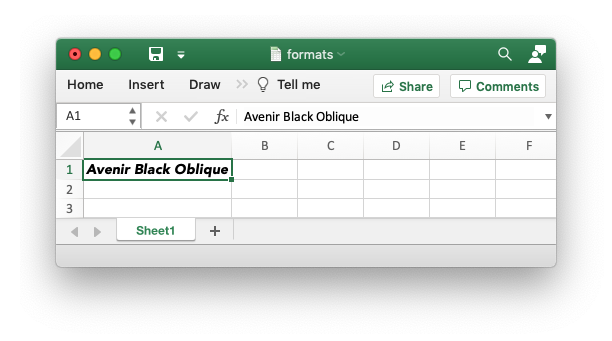 formats
Home Insert Draw Tell me Share Comments
A1 fx Avenir Black Oblique
A B C D E F
1 Avenir Black Oblique
2
3
Sheet1 +